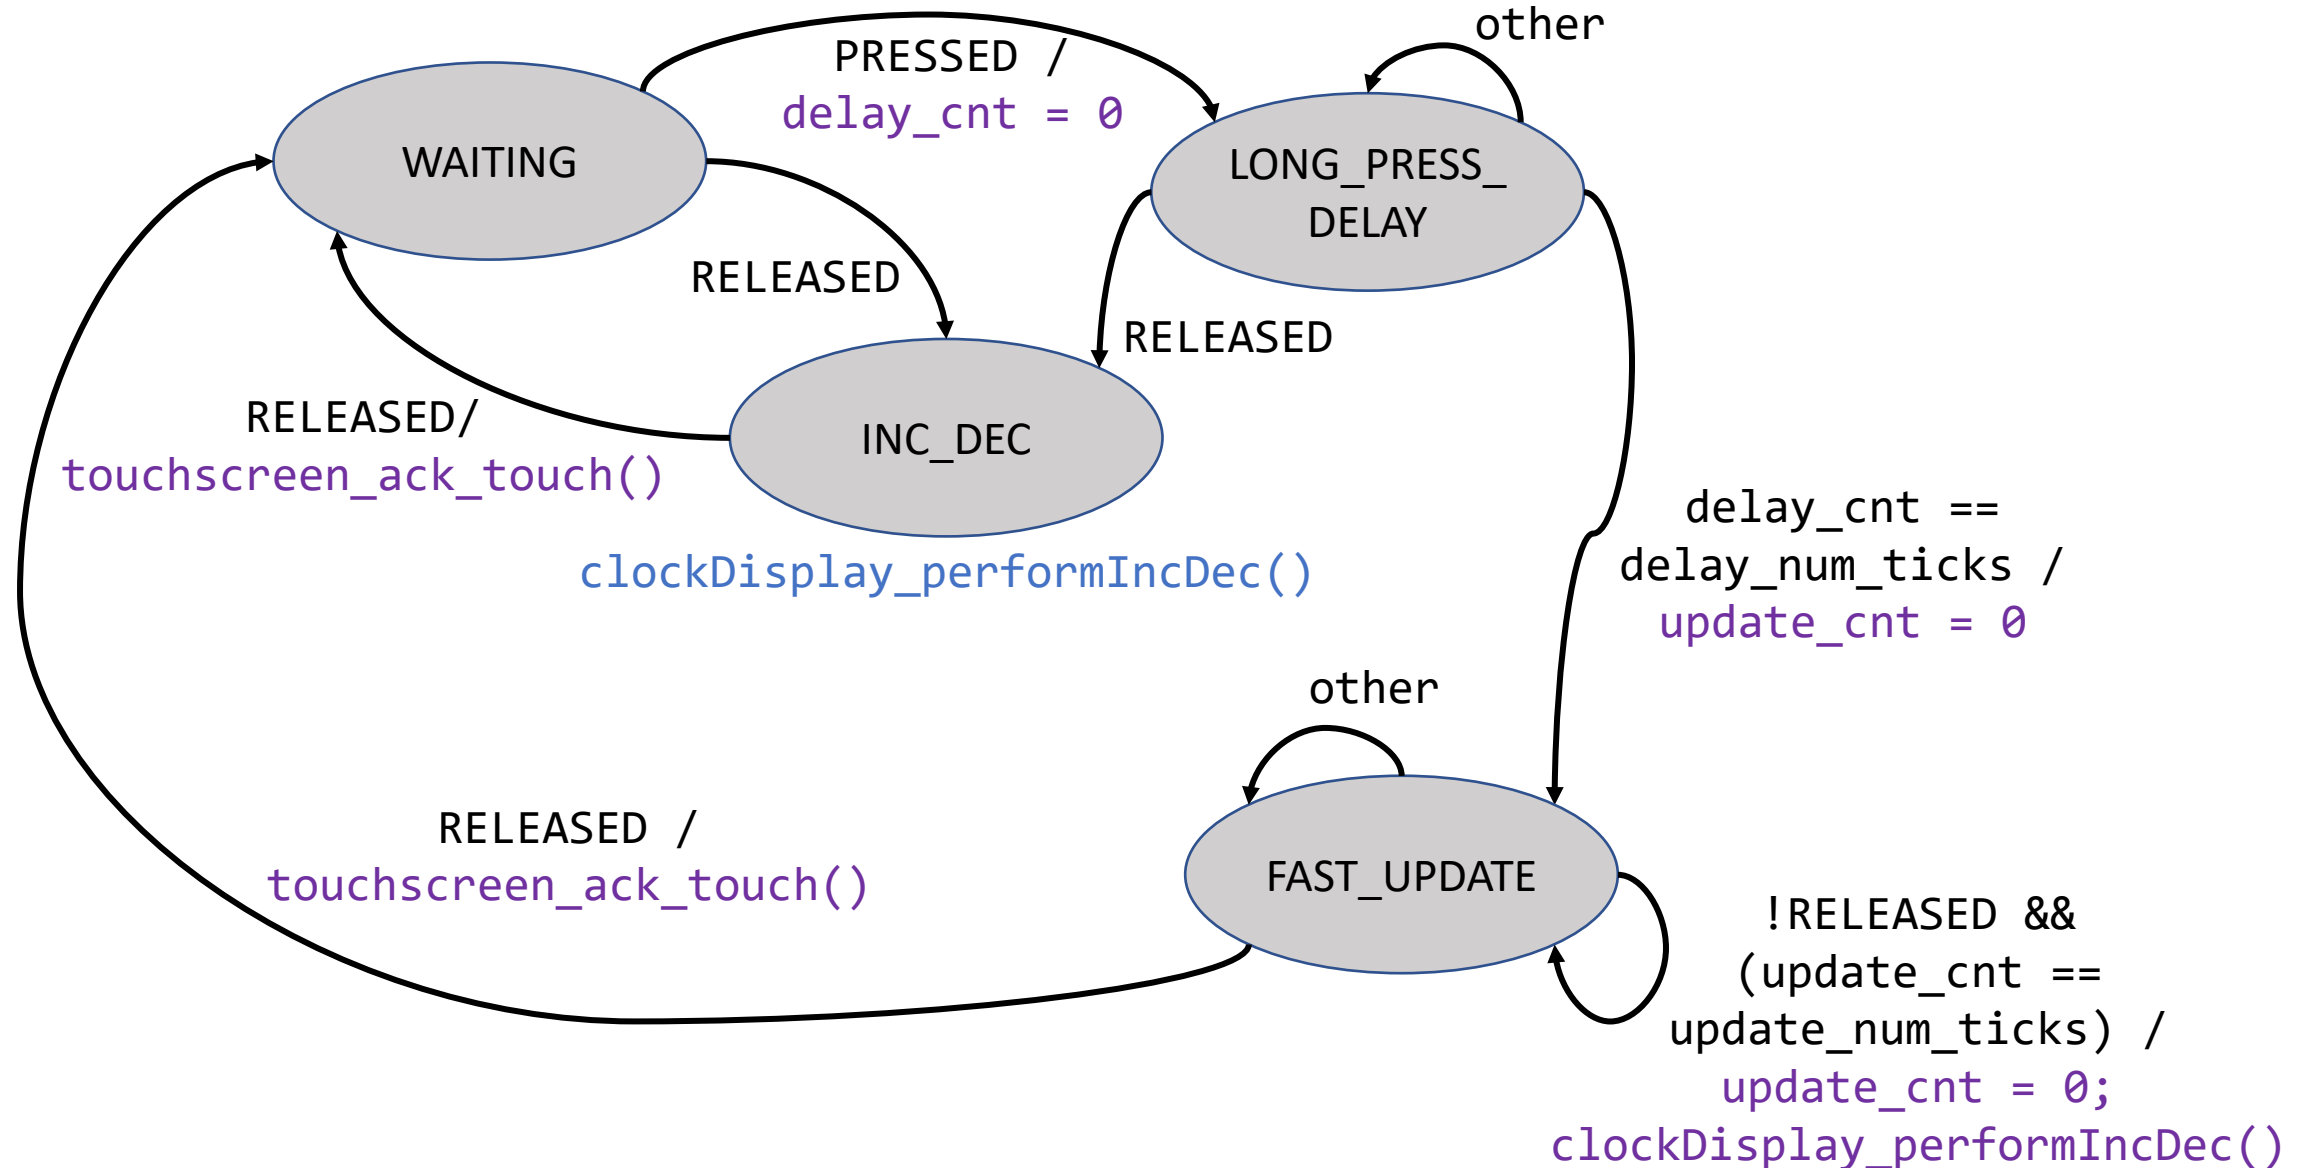 other
PRESSED /
delay_cnt = 0
WAITING
LONG_PRESS_
DELAY
RELEASED
RELEASED
RELEASED/
touchscreen_ack_touch()
INC_DEC
clockDisplay_performIncDec()
delay_cnt ==
delay_num_ticks /
update_cnt = 0
other
RELEASED /
touchscreen_ack_touch()
FAST_UPDATE
!RELEASED &&
(update_cnt ==
update_num_ticks) /
update_cnt = 0;
clockDisplay_performIncDec()